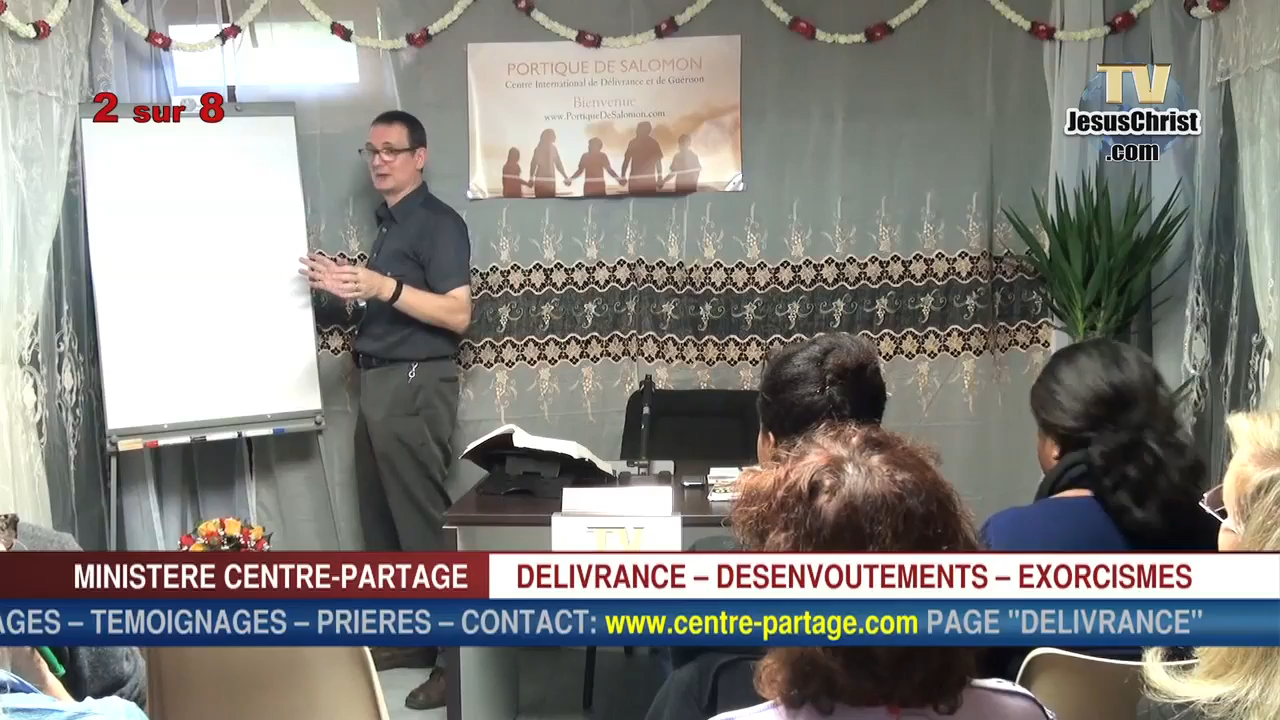 PORTIQUE DE SALOMON
Centre International de Délivrance et de Guérison
Bienvenue
www.PortiqueDeSalomon.com
2 sur 8
TV
JesusChrist
.com
TV
MINISTERE CENTRE-PARTAGE
DELIVRANCE – DESENVOUTEMENTS – EXORCISMES
AGES – TEMOIGNAGES – PRIERES – CONTACT: www.centre-partage.com PAGE "DELIVRANCE"